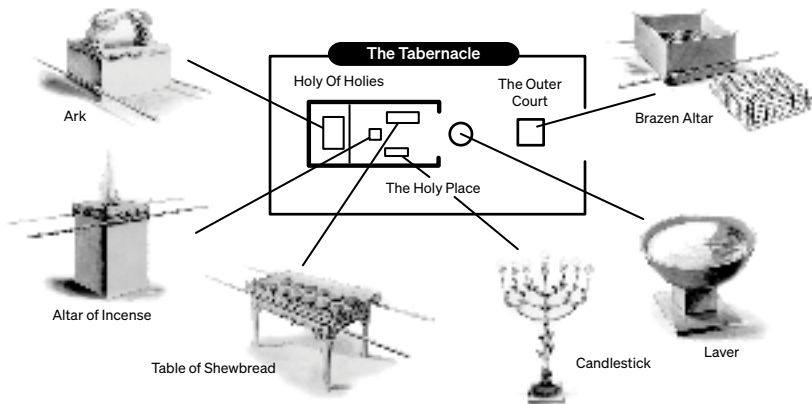 The Tabernacle
Holy Of Holies
The Outer
Court
Ark
Brazen Altar
The Holy Place
Altar of Incense
Table of Shewbread
Candlestick
Laver